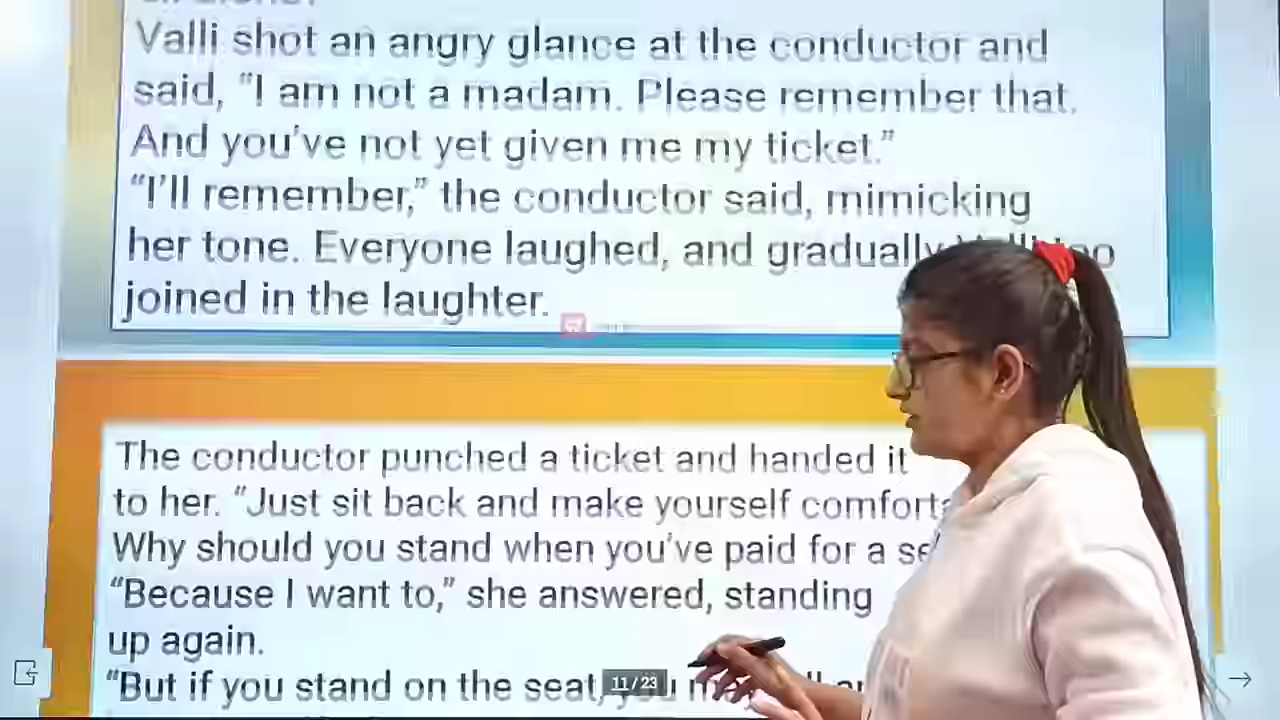 Valli shot an angry glance at the conductor and
said, “I am not a madam. Please remember that.
And you’ve not yet given me my ticket.”
“I’ll remember,” the conductor said, mimicking
her tone. Everyone laughed, and gradually
joined in the laughter.
The conductor punched a ticket and handed it
to her. “Just sit back and make yourself
Why should you stand when you’ve paid for a
“Because I want to,” she answered, standing
up again.
“But if you stand on the seat,
11 / 23